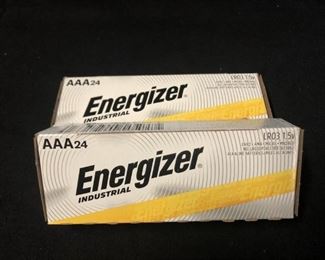 AAA24
LR03 1.5v
Energizer
INDUSTRIAL
AAA24
LR03 1.5v
Energizer
INDUSTRIAL